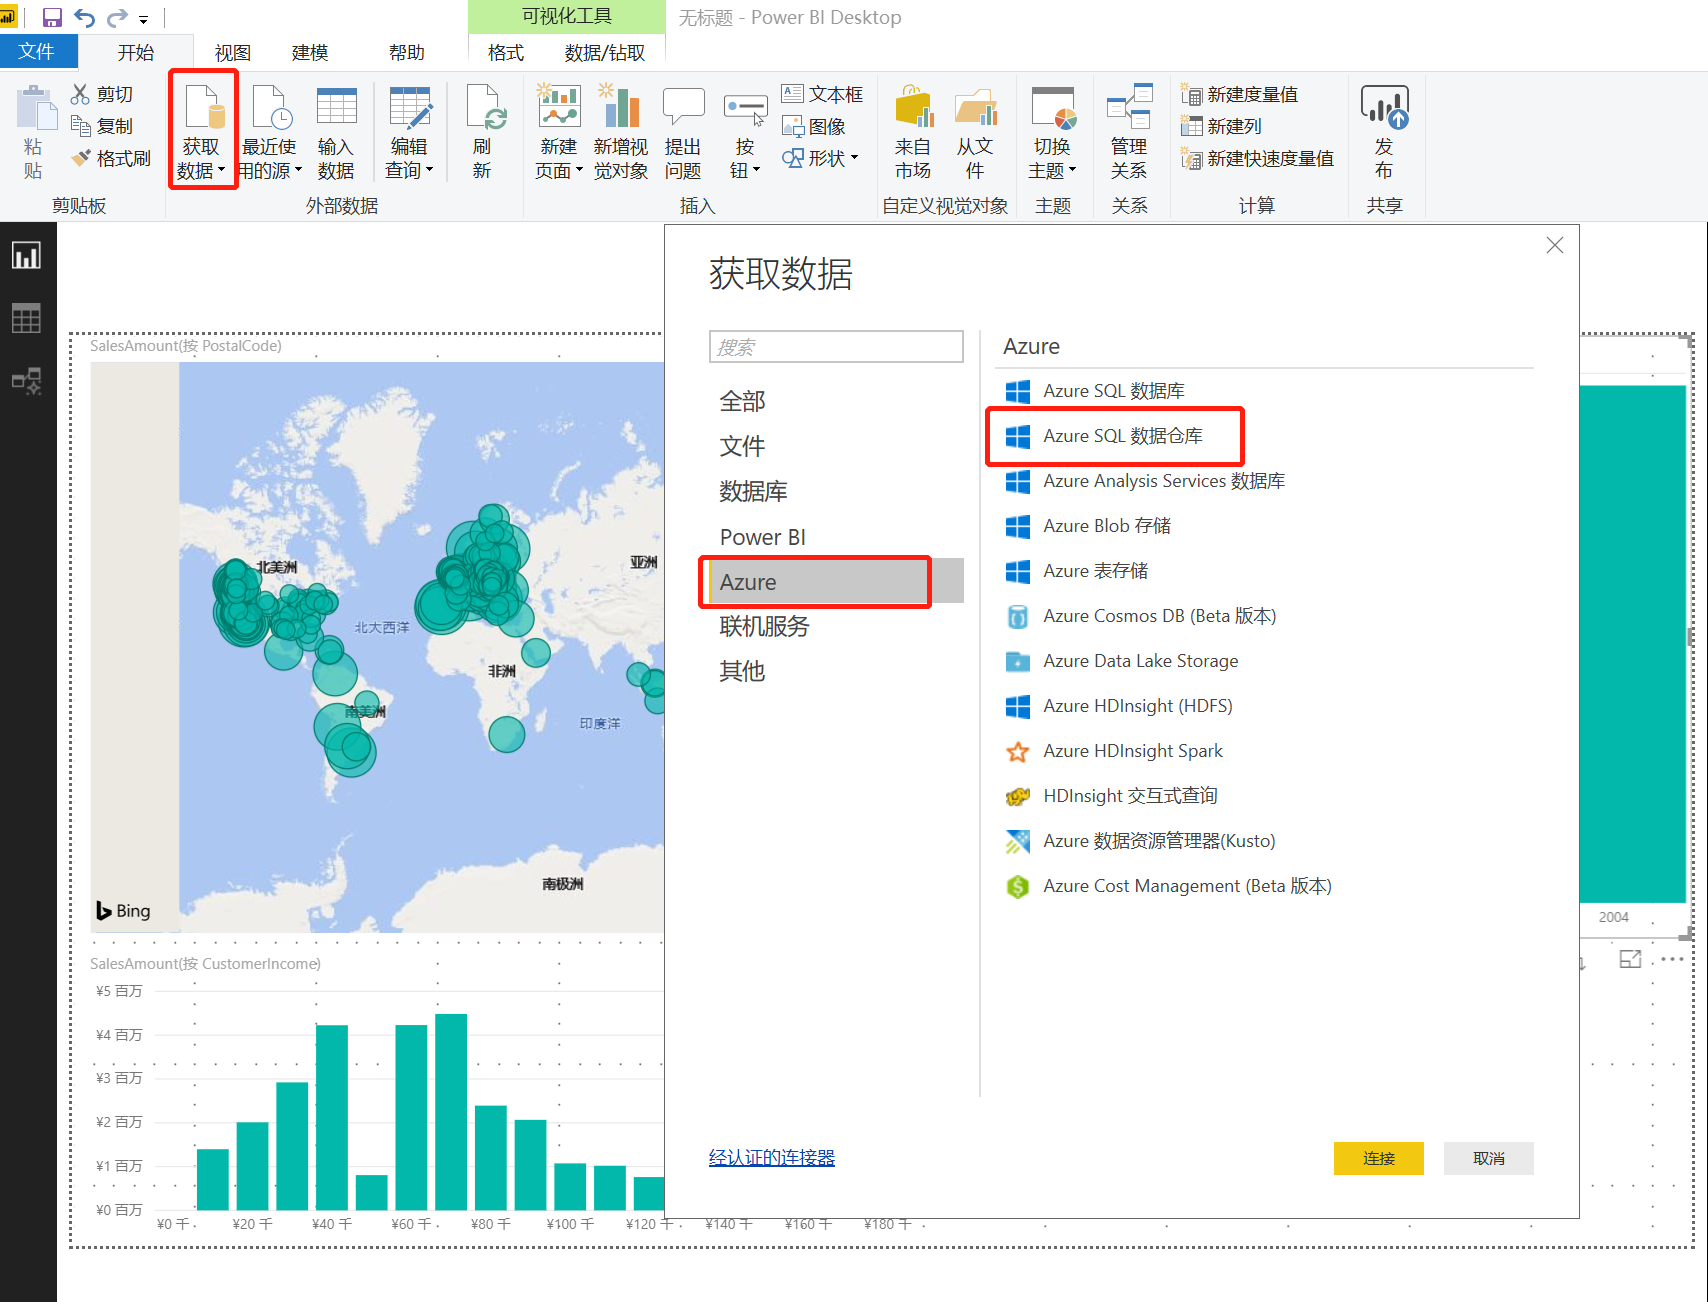 可视化工具
无标题 - Power BI Desktop
文件
开始
视图
建模
帮助
格式
数据/钻取
粘贴
剪切
复制
格式刷
剪贴板
获取数据
最近使用的源
输入数据
编辑查询
刷新
外部数据
新建页面
新增视觉对象
提出问题
按钮
文本框
图像
形状
插入
来自市场
从文件
自定义视觉对象
切换主题
主题
管理关系
关系
新建度量值
新建列
新建快速度量值
计算
发布
共享
SalesAmount(按 PostalCode)
北美洲
亚洲
北大西洋
非洲
南美洲
印度洋
南极洲
Bing
2004
SalesAmount(按 CustomerIncome)
¥5 百万
¥4 百万
¥3 百万
¥2 百万
¥1 百万
¥0 百万
¥0 千
¥20 千
¥40 千
¥60 千
¥80 千
¥100 千
¥120 千
¥140 千
¥160 千
¥180 千
获取数据
搜索
全部
文件
数据库
Power BI
Azure
联机服务
其他
Azure
Azure SQL 数据库
Azure SQL 数据仓库
Azure Analysis Services 数据库
Azure Blob 存储
Azure 表存储
Azure Cosmos DB (Beta 版本)
Azure Data Lake Storage
Azure HDInsight (HDFS)
Azure HDInsight Spark
HDInsight 交互式查询
Azure 数据资源管理器(Kusto)
Azure Cost Management (Beta 版本)
经认证的连接器
连接
取消